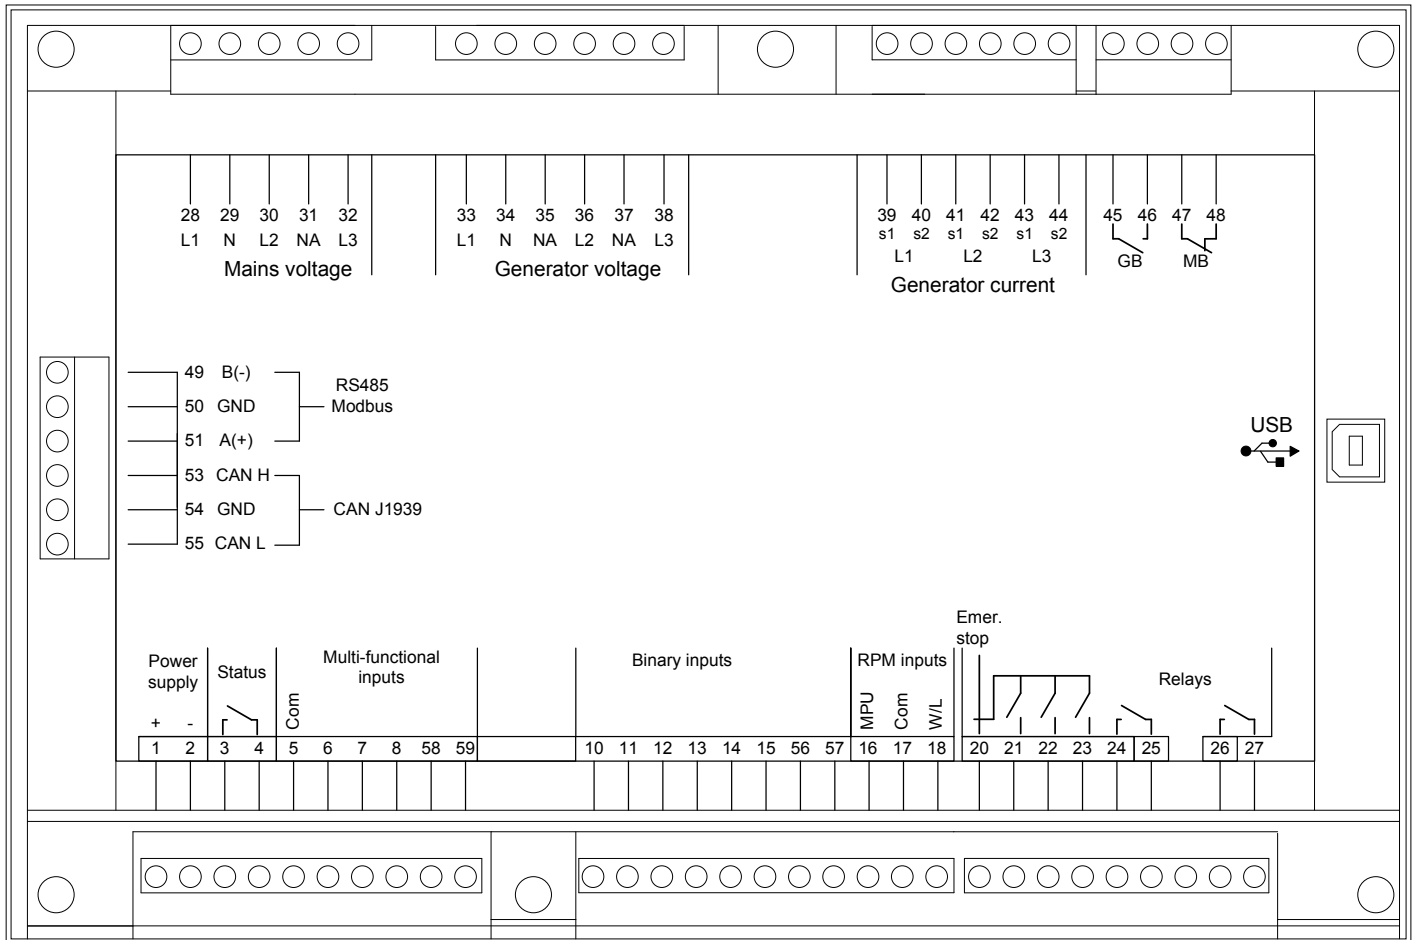 28 29 30 31 32
L1 N L2 NA L3
Mains voltage
33 34 35 36 37 38
L1 N NA L2 NA L3
Generator voltage
39 40 41 42 43 44
s1 s2 s1 s2 s1 s2
L1 L2 L3
Generator current
45 46 47 48
GB MB
49 B(-)
50 GND
51 A(+)
RS485
Modbus
53 CAN H
54 GND
55 CAN L
CAN J1939
USB
Power
supply
+ -
Status
Multi-functional
inputs
Com
Binary inputs
RPM inputs
MPU Com W/L
Emer.
stop
Relays
1 2 3 4 5 6 7 8 58 59 10 11 12 13 14 15 56 57 16 17 18 20 21 22 23 24 25 26 27